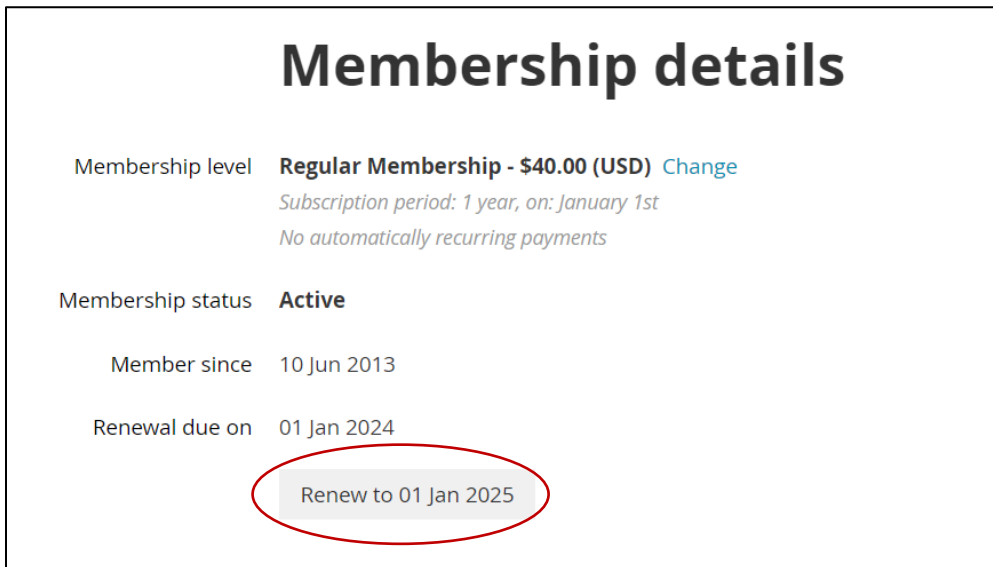 Membership details
Membership level Regular Membership - $40.00 (USD) Change
Subscription period: 1 year, on: January 1st
No automatically recurring payments
Membership status Active
Member since 10 Jun 2013
Renewal due on 01 Jan 2024
Renew to 01 Jan 2025